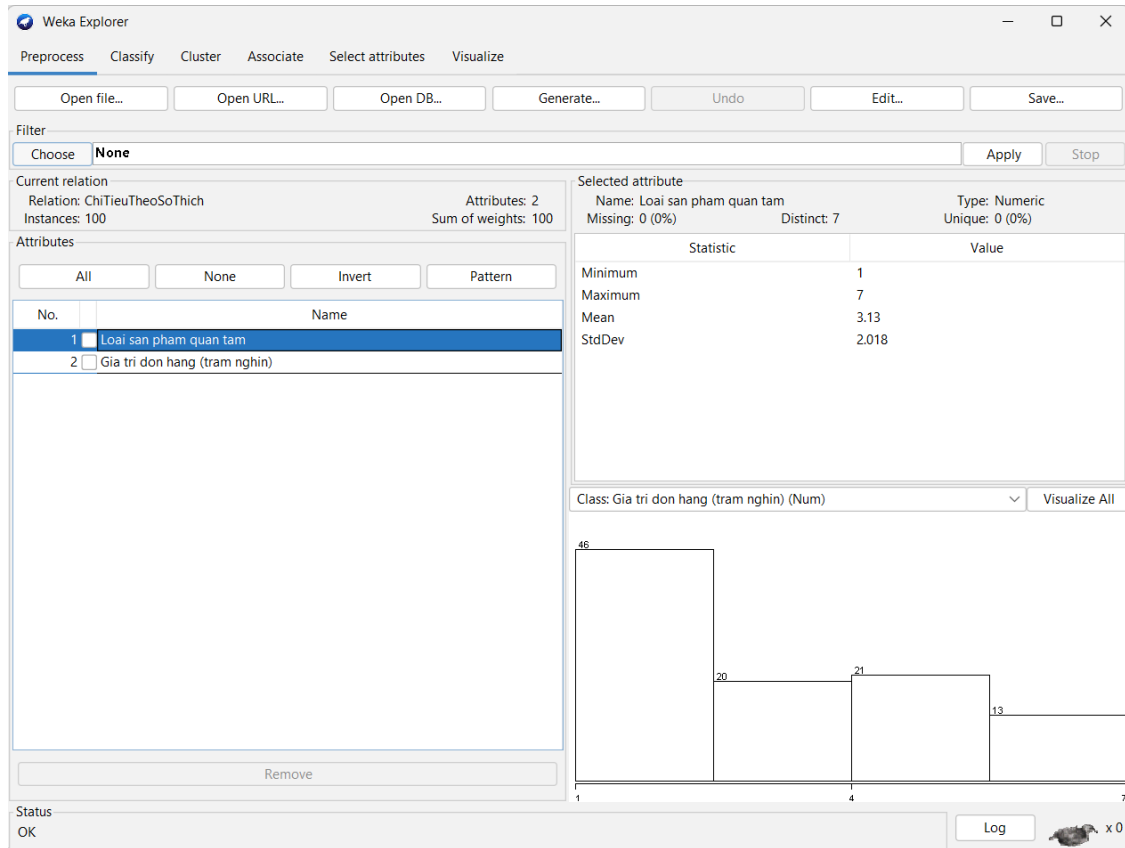 Weka Explorer
Preprocess Classify Cluster Associate Select attributes Visualize
Open file... Open URL... Open DB... Generate... Undo Edit... Save...
Filter
Choose None Apply Stop
Current relation
Relation: ChiTieuTheoSoThich Attributes: 2
Instances: 100 Sum of weights: 100
Attributes
All None Invert Pattern
No. Name
1 Loai san pham quan tam
2 Gia tri don hang (tram nghin)
Remove
Selected attribute
Name: Loai san pham quan tam Type: Numeric
Missing: 0 (0%) Distinct: 7 Unique: 0 (0%)
Statistic Value
Minimum 1
Maximum 7
Mean 3.13
StdDev 2.018
Class: Gia tri don hang (tram nghin) (Num) Visualize All
46
20
21
13
1 4 7
Status
OK
Log x 0